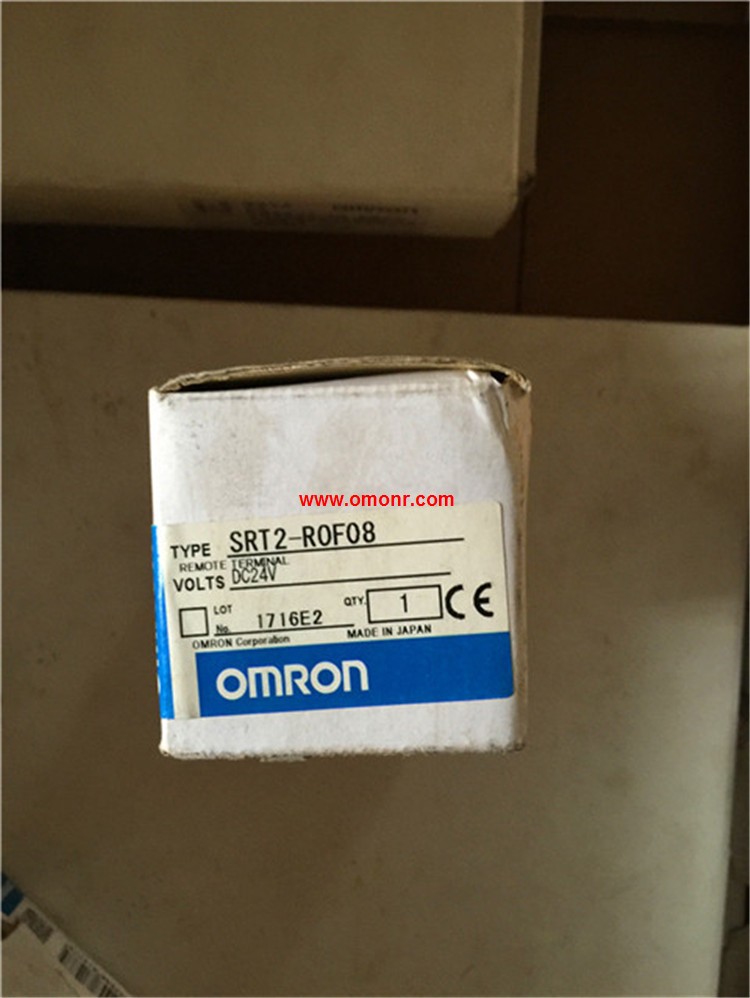 omron
www.omonr.com
TYPE SRT2-ROF08
REMOTE TERMINAL
VOLTS DC24V
LOT No. 1716E2 QTY. 1 CE
OMRON Corporation MADE IN JAPAN
OMRON